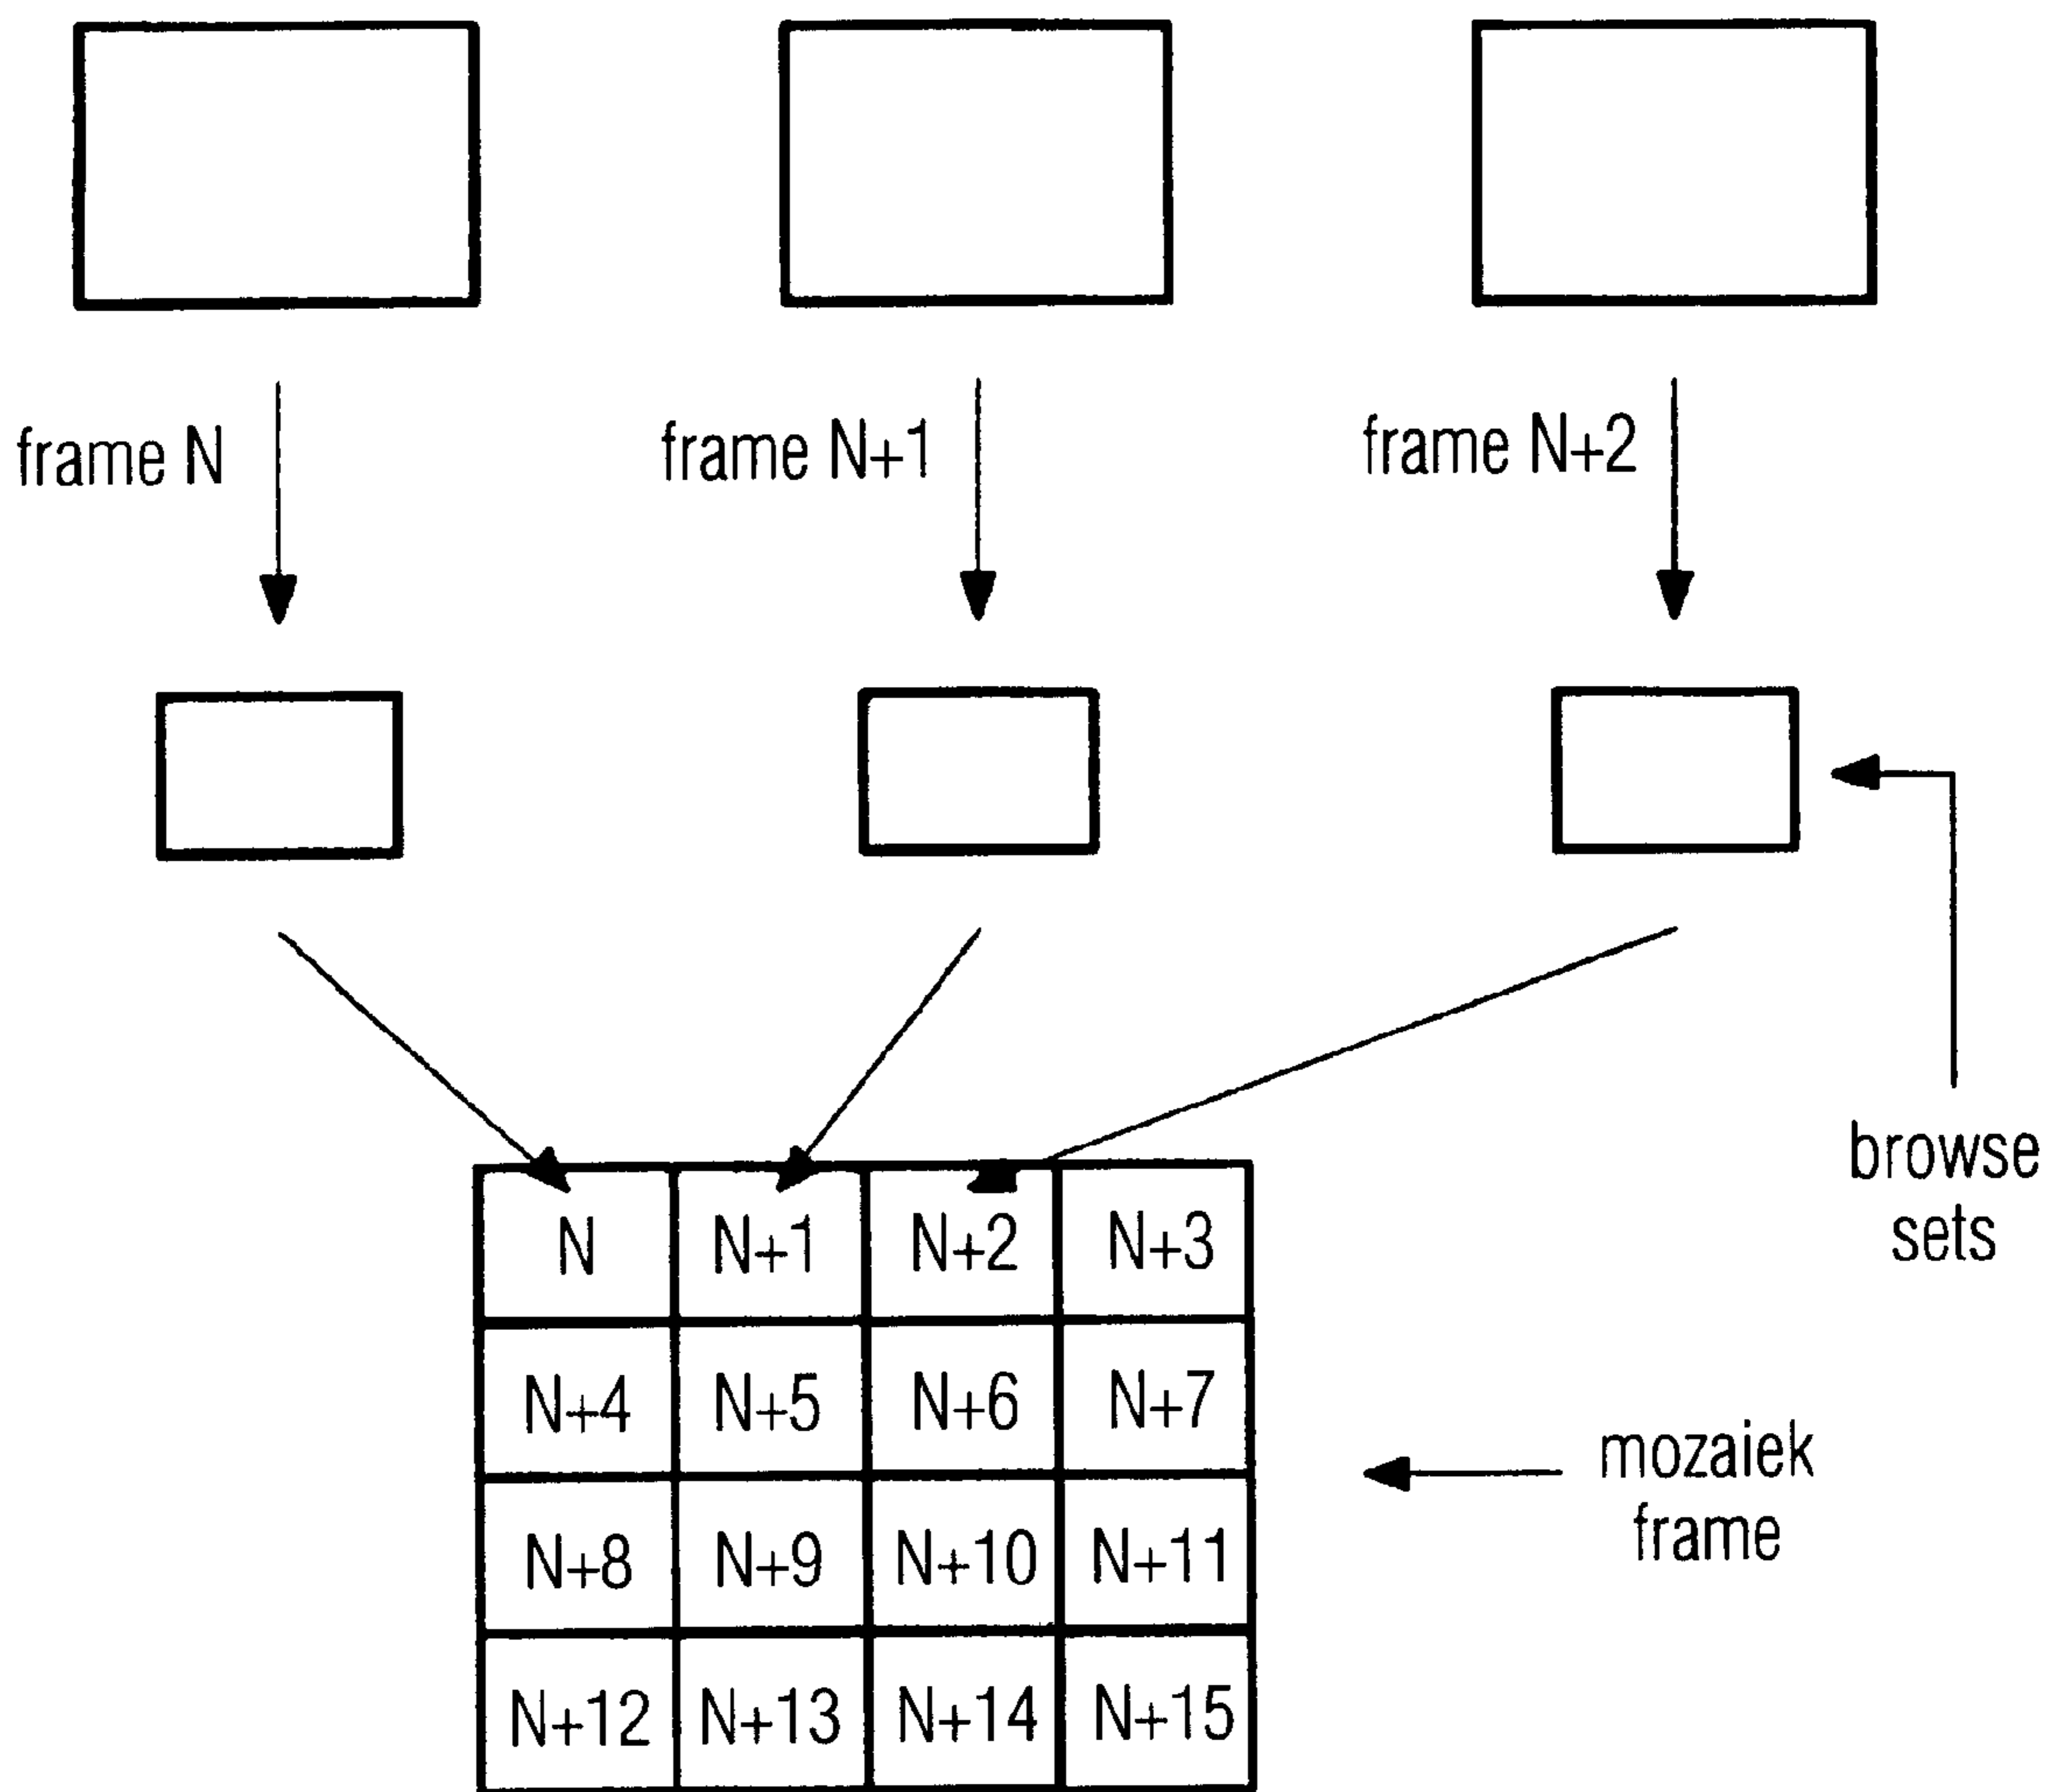 frame N
frame N+1
frame N+2
browse
sets
N N+1 N+2 N+3
N+4 N+5 N+6 N+7
mozaiek
frame
N+8 N+9 N+10 N+11
N+12 N+13 N+14 N+15